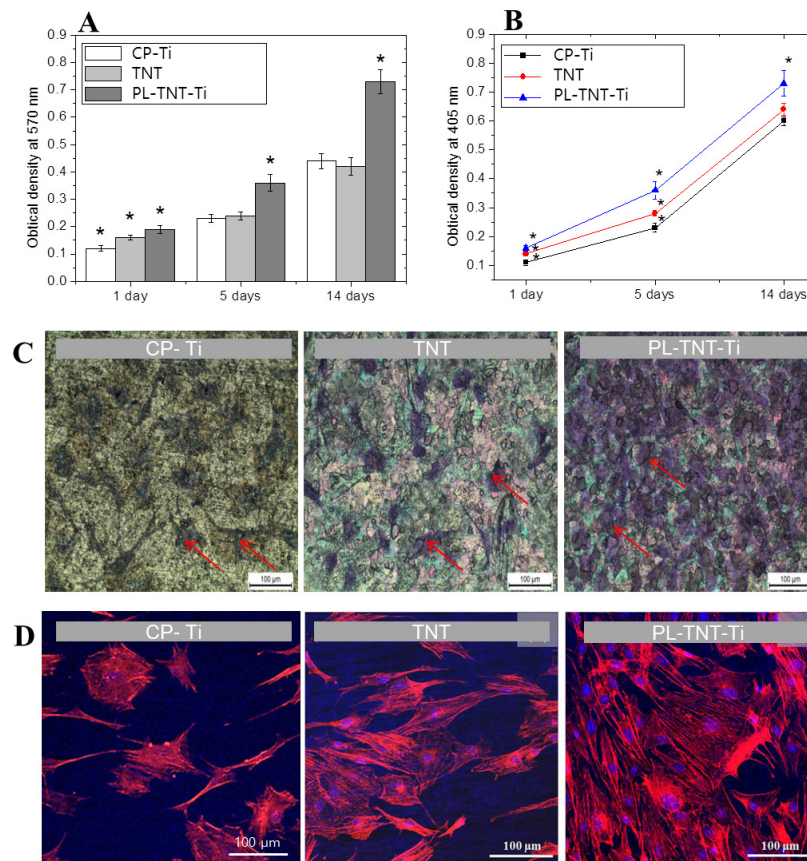 A
Obtical density at 570 nm
0.9
0.8
0.7
0.6
0.5
0.4
0.3
0.2
0.1
0.0
CP-Ti
TNT
PL-TNT-Ti
*
*
*
*
*
1 day
5 days
14 days
B
Obtical density at 405 nm
0.9
0.8
0.7
0.6
0.5
0.4
0.3
0.2
0.1
CP-Ti
TNT
PL-TNT-Ti
*
*
*
*
*
*
*
1 day
5 days
14 days
C
CP- Ti
TNT
PL-TNT-Ti
100 µm
100 µm
100 µm
D
CP- Ti
TNT
PL-TNT-Ti
100 µm
100 µm
100 µm